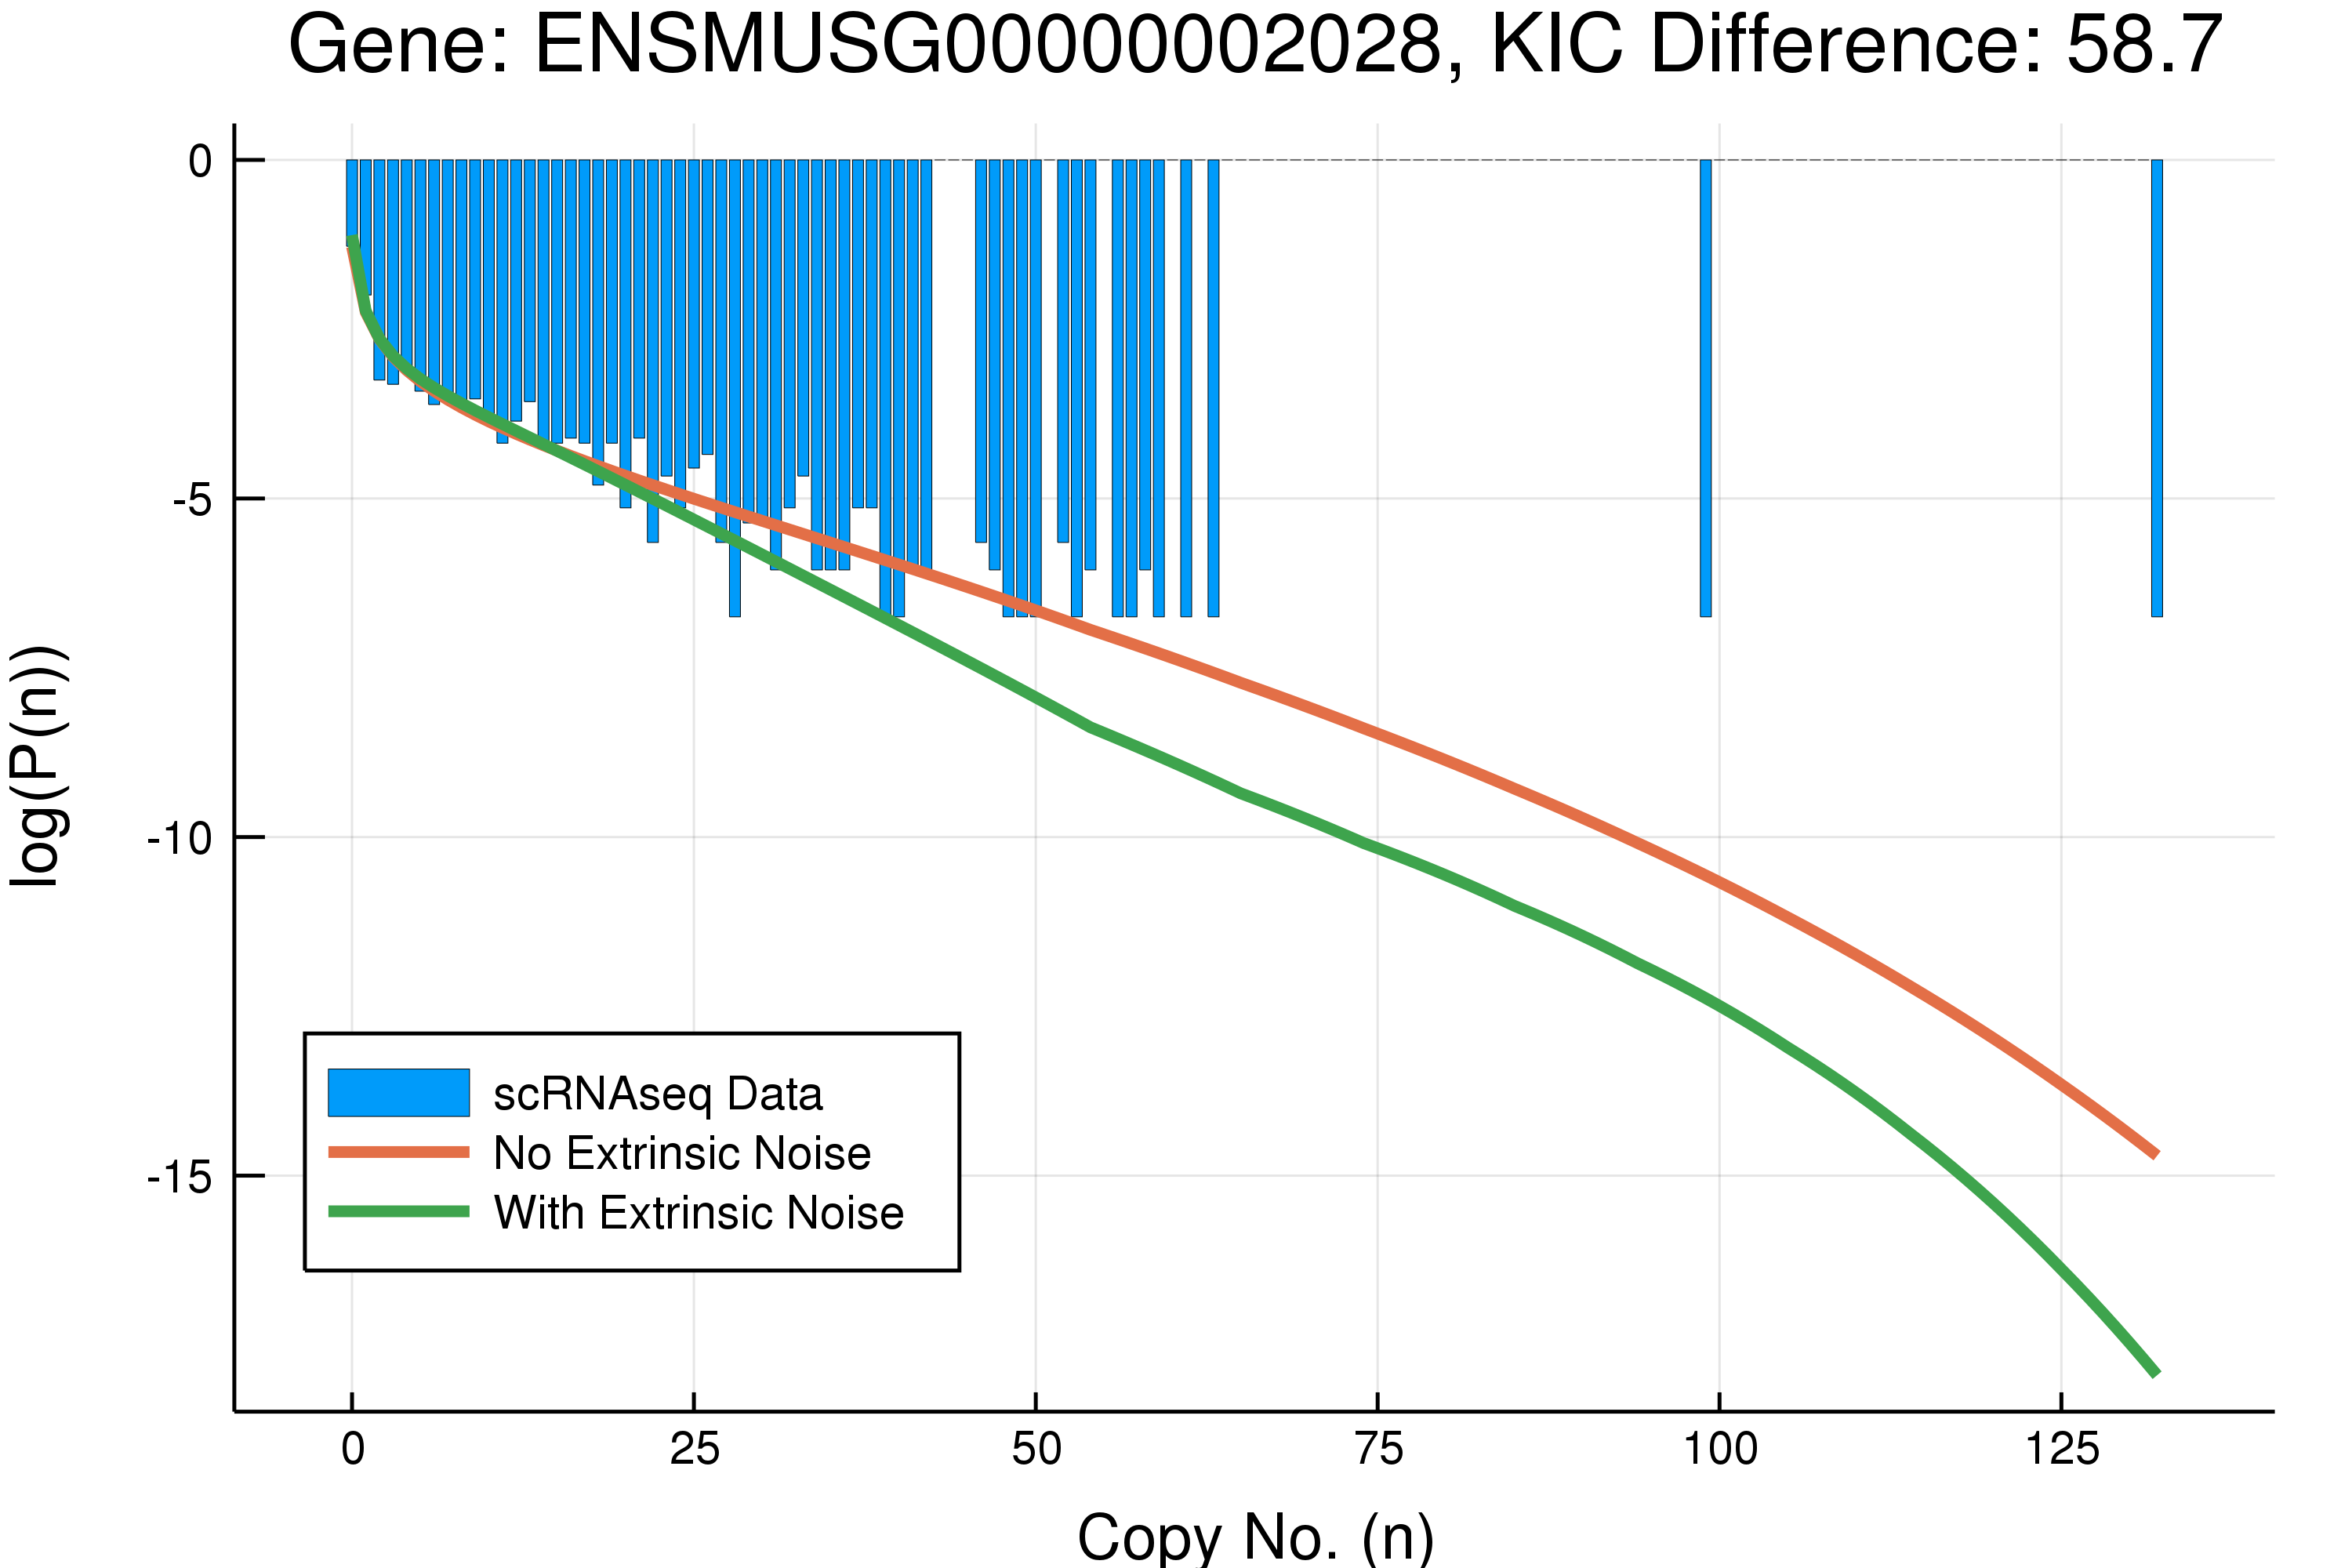 Gene: ENSMUSG00000002028, KIC Difference: 58.7
0
-5
-10
-15
log(P(n))
scRNAseq Data
No Extrinsic Noise
With Extrinsic Noise
0 25 50 75 100 125
Copy No. (n)